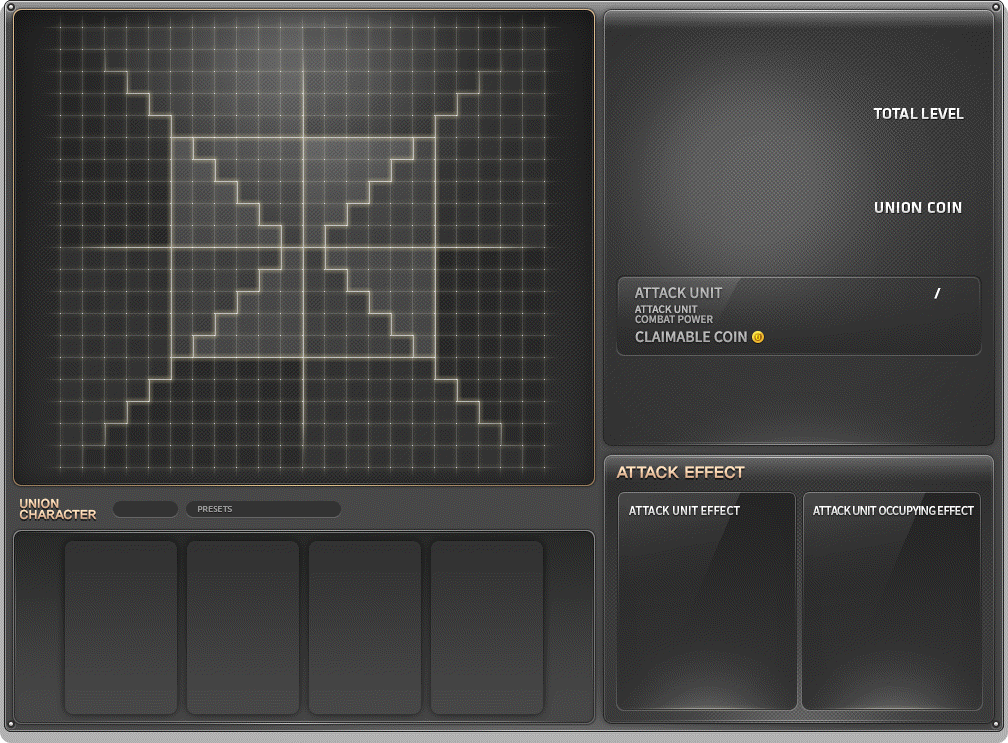 TOTAL LEVEL
UNION COIN
ATTACK UNIT /
ATTACK UNIT
COMBAT POWER
CLAIMABLE COIN
UNION
CHARACTER
PRESETS
ATTACK EFFECT
ATTACK UNIT EFFECT
ATTACK UNIT OCCUPYING EFFECT